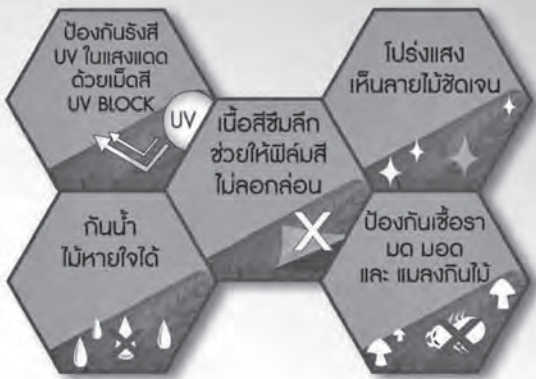 ป้องกันรังสี
UV ในแสงแดด
ด้วยเม็ดสี
UV BLOCK
UV
โปร่งแสง
เห็นลายไม้ชัดเจน
เนื้อสีซึมลึก
ช่วยให้ฟิล์มสี
ไม่ลอกล่อน
กันน้ำ
ไม้หายใจได้
ป้องกันเชื้อรา
มด มอด
และ แมลงกินไม้